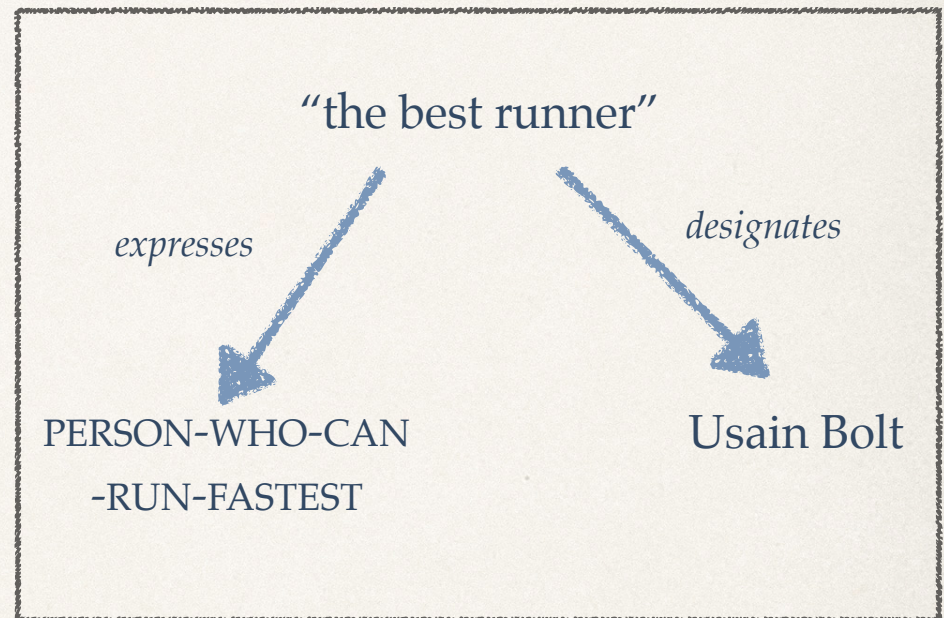 “the best runner”
expresses
designates
PERSON-WHO-CAN
-RUN-FASTEST
Usain Bolt